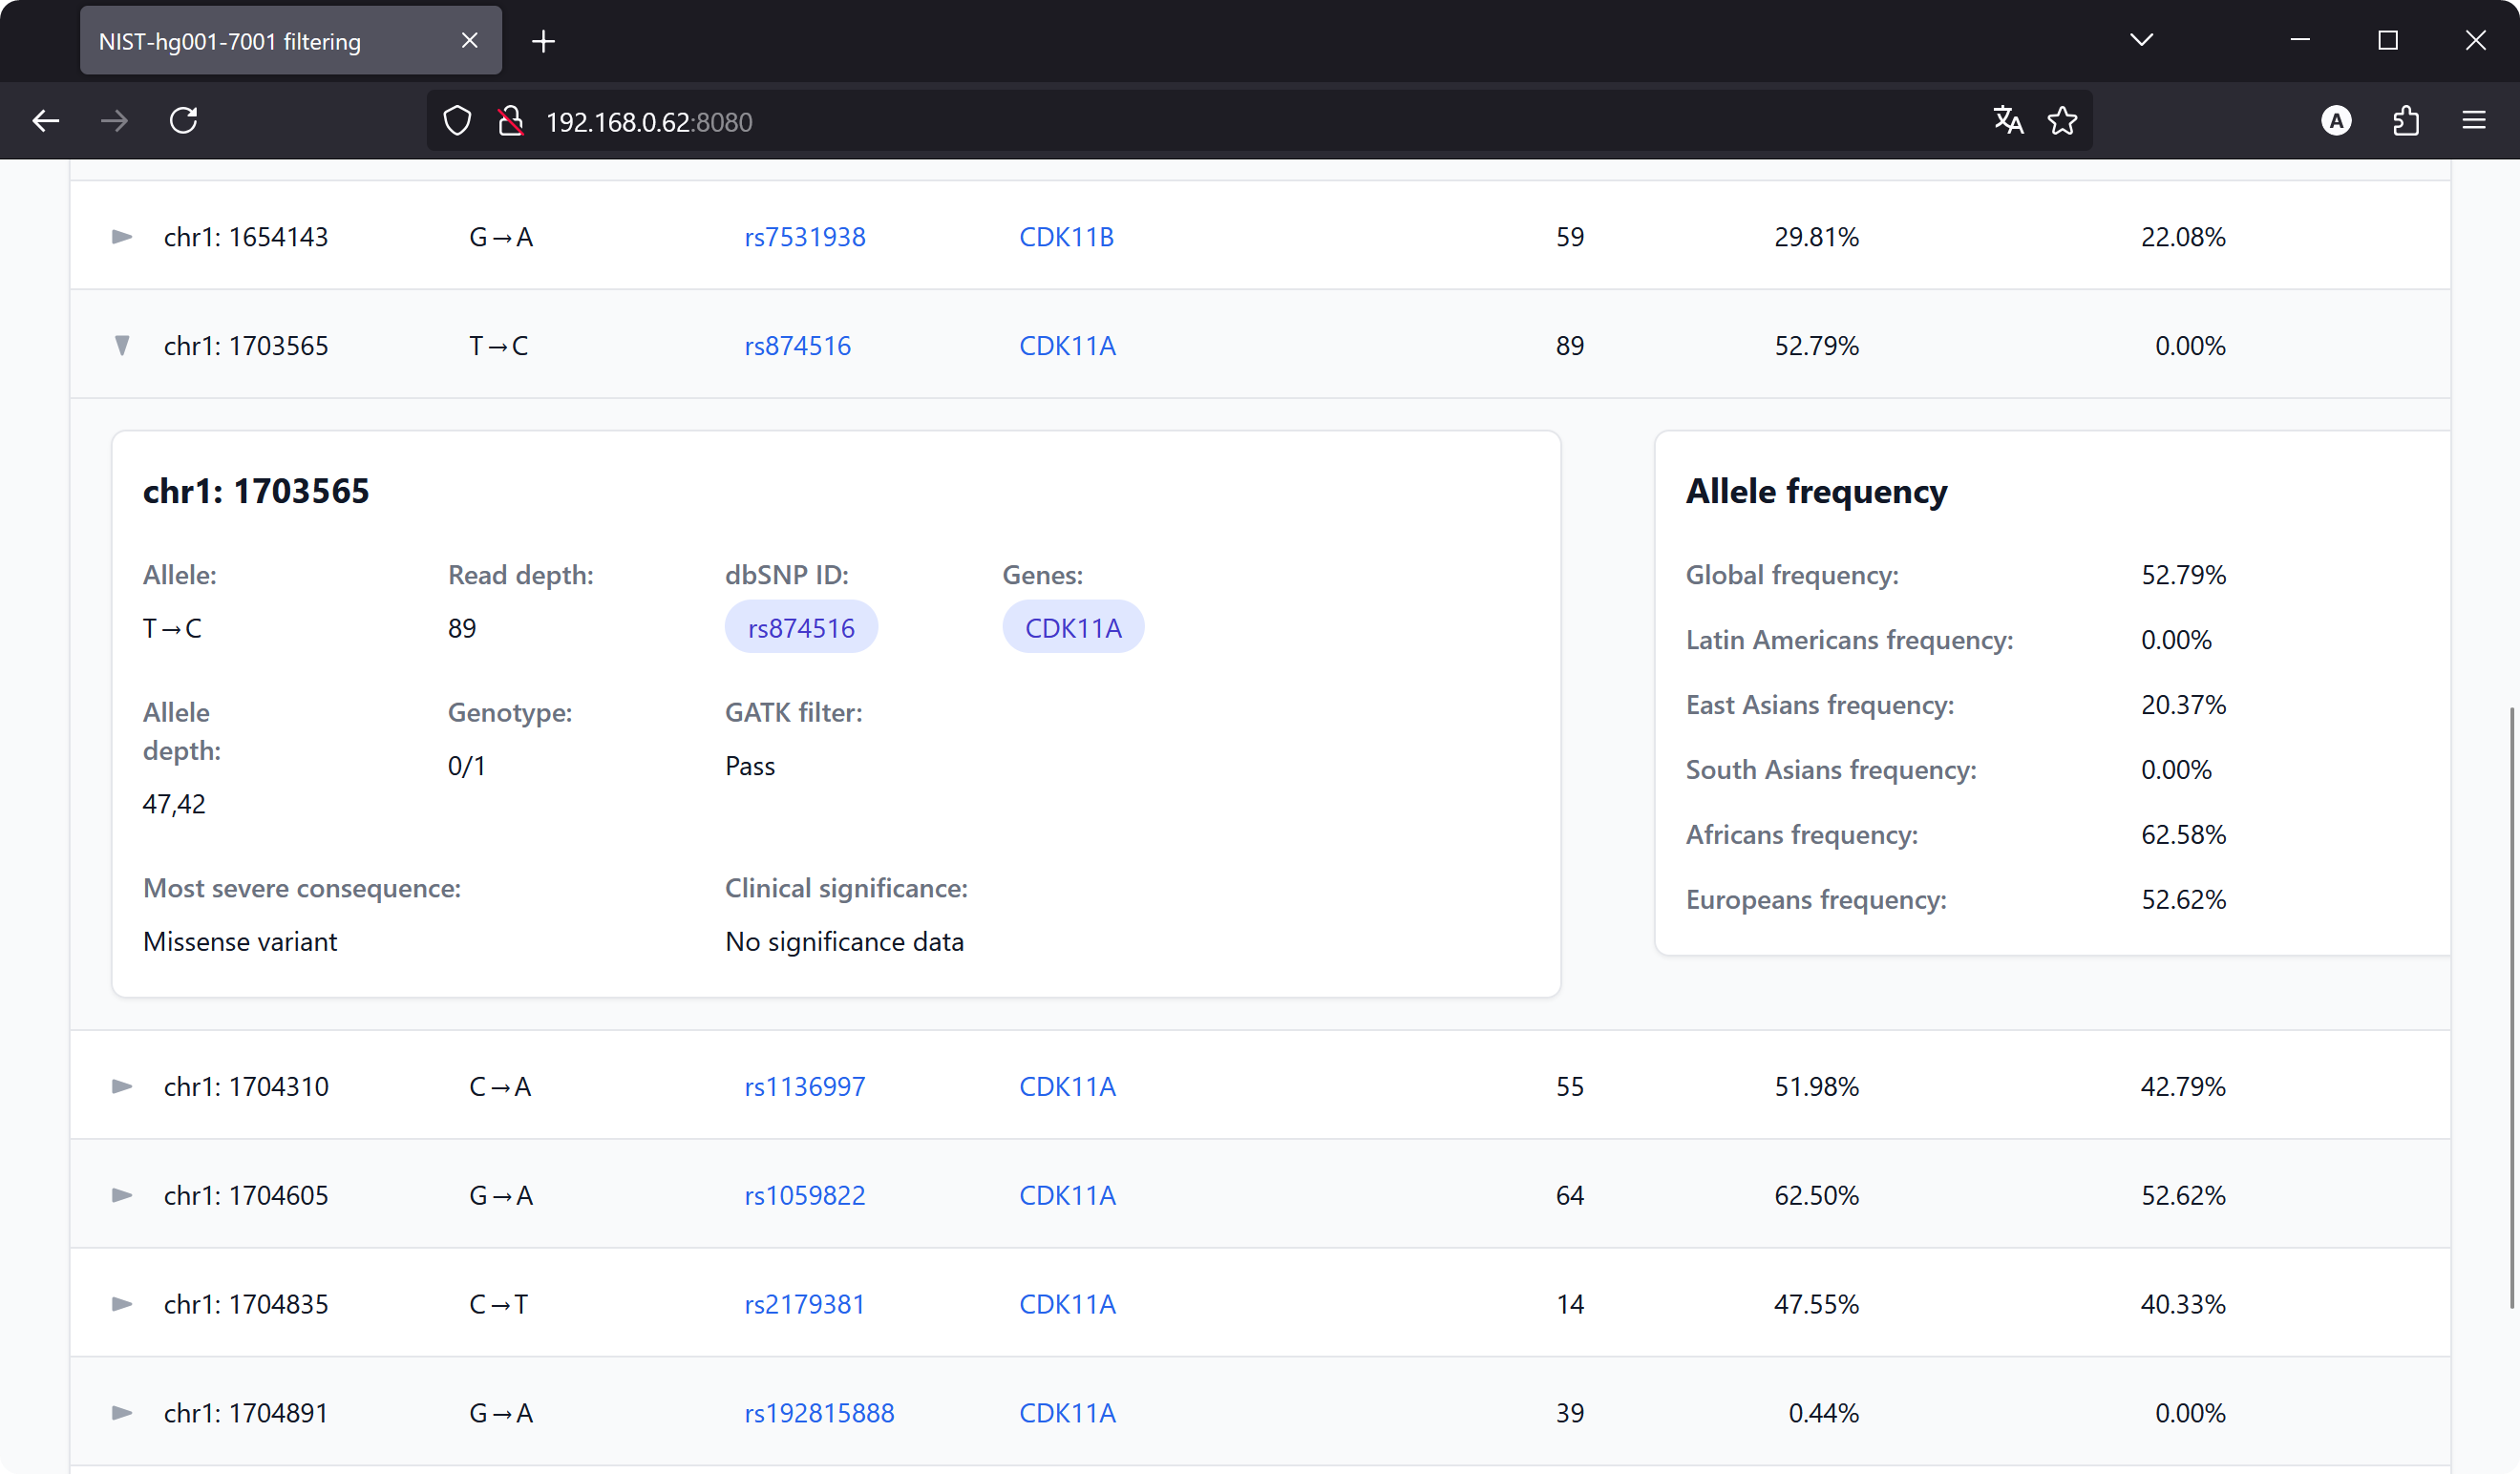 NIST-hg001-7001 filtering
192.168.0.62:8080
A
chr1: 1654143 G→A rs7531938 CDK11B 59 29.81% 22.08%
chr1: 1703565 T→C rs874516 CDK11A 89 52.79% 0.00%
chr1: 1703565
Allele: Read depth: dbSNP ID: Genes:
T→C 89 rs874516 CDK11A
Allele depth: Genotype: GATK filter:
47,42 0/1 Pass
Most severe consequence: Clinical significance:
Missense variant No significance data
Allele frequency
Global frequency: 52.79%
Latin Americans frequency: 0.00%
East Asians frequency: 20.37%
South Asians frequency: 0.00%
Africans frequency: 62.58%
Europeans frequency: 52.62%
chr1: 1704310 C→A rs1136997 CDK11A 55 51.98% 42.79%
chr1: 1704605 G→A rs1059822 CDK11A 64 62.50% 52.62%
chr1: 1704835 C→T rs2179381 CDK11A 14 47.55% 40.33%
chr1: 1704891 G→A rs192815888 CDK11A 39 0.44% 0.00%